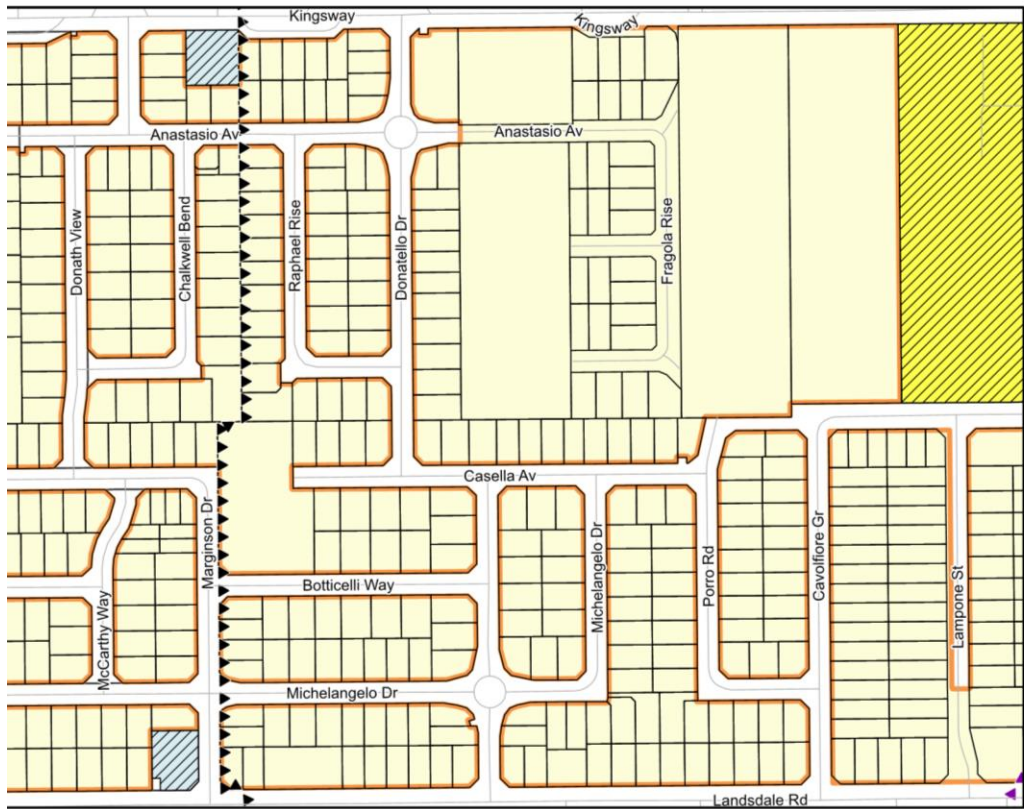 Kingsway
Kingsway
Anastasio Av
Anastasio Av
Donath View
Chalkwell Bend
Raphael Rise
Donatello Dr
Fragola Rise
Casella Av
Marginson Dr
Michelangelo Dr
Porro Rd
Cavolfiore Gr
Lampone St
Botticelli Way
McCarthy Way
Michelangelo Dr
Landsdale Rd